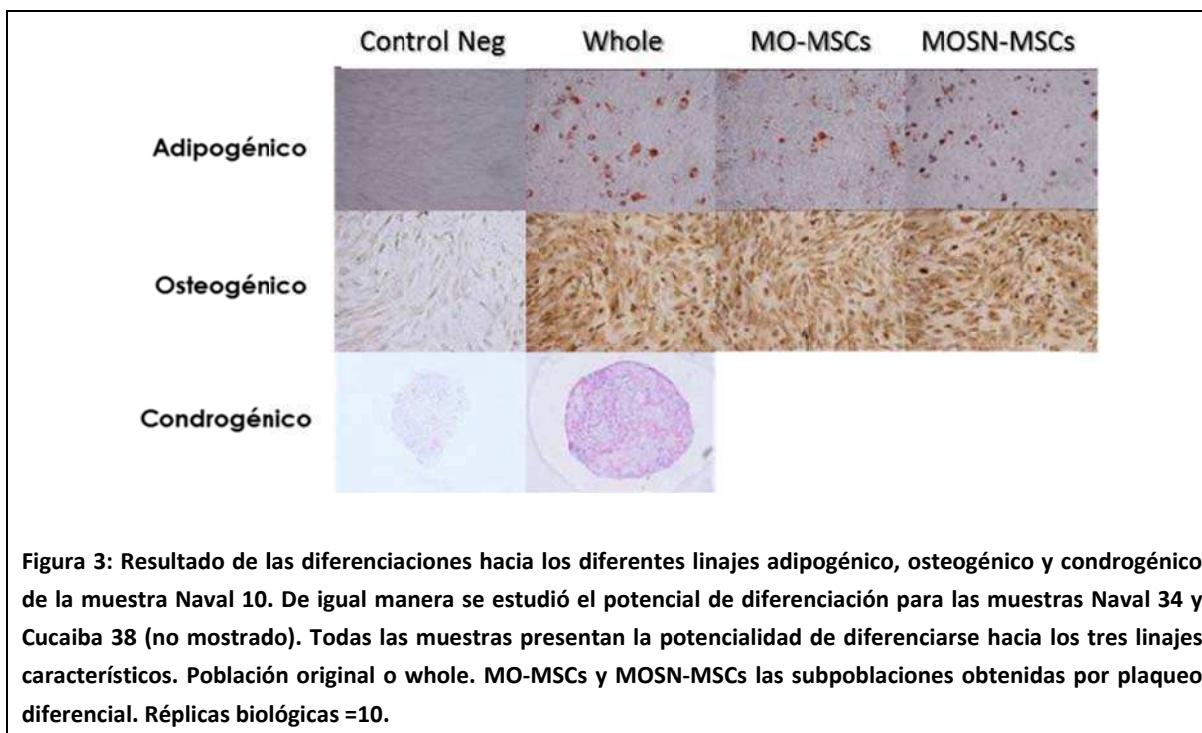 Control Neg Whole MO-MSCs MOSN-MSCs
Adipogénico
Osteogénico
Condrogénico
Figura 3: Resultado de las diferenciaciones hacia los diferentes linajes adipogénico, osteogénico y condrogénico
de la muestra Naval 10. De igual manera se estudió el potencial de diferenciación para las muestras Naval 34 y
Cucaiba 38 (no mostrado). Todas las muestras presentan la potencialidad de diferenciarse hacia los tres linajes
característicos. Población original o whole. MO-MSCs y MOSN-MSCs las subpoblaciones obtenidas por plaqueo
diferencial. Réplicas biológicas =10.